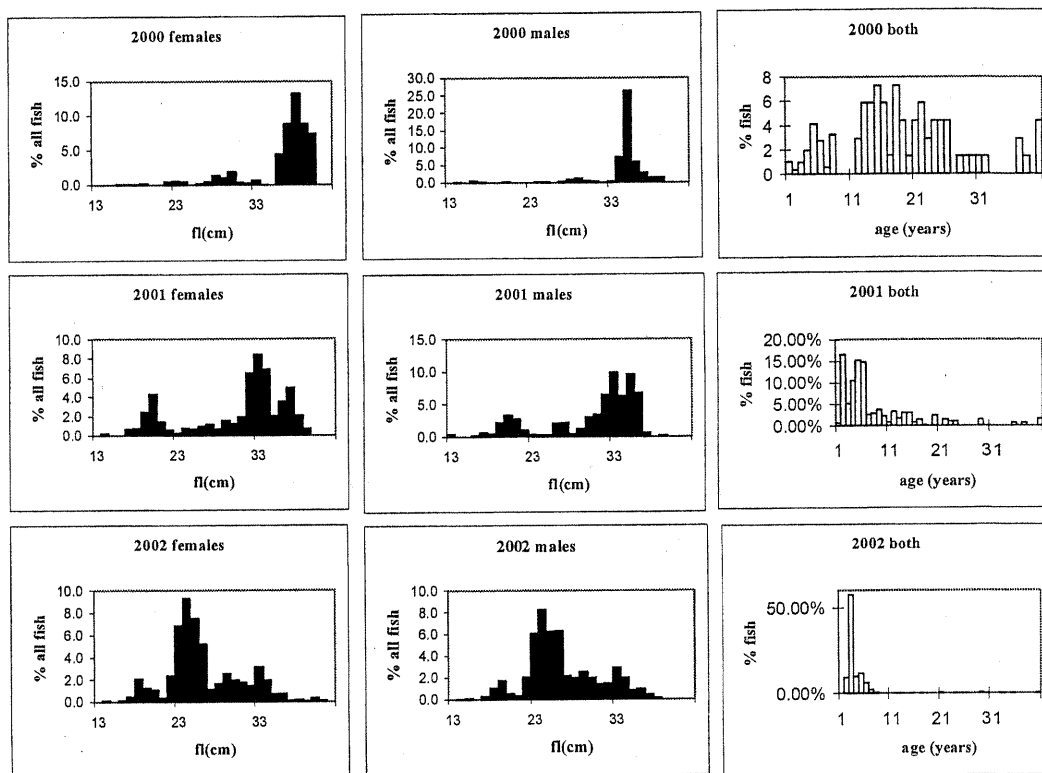 2000 females
% all fish
15.0
10.0
5.0
0.0
13 23 33
fl(cm)
2000 males
% all fish
30.0
20.0
10.0
0.0
13 23 33
fl(cm)
2000 both
% fish
8
6
4
2
0
1 11 21 31
age (years)
2001 females
% all fish
10.0
8.0
6.0
4.0
2.0
0.0
13 23 33
fl(cm)
2001 males
% all fish
15.0
10.0
5.0
0.0
13 23 33
fl(cm)
2001 both
% fish
20.00%
15.00%
10.00%
5.00%
0.00%
1 11 21 31
age (years)
2002 females
% all fish
10.0
8.0
6.0
4.0
2.0
0.0
13 23 33
fl(cm)
2002 males
% all fish
10.0
8.0
6.0
4.0
2.0
0.0
13 23 33
fl(cm)
2002 both
% fish
50.00%
0.00%
1 11 21 31
age (years)